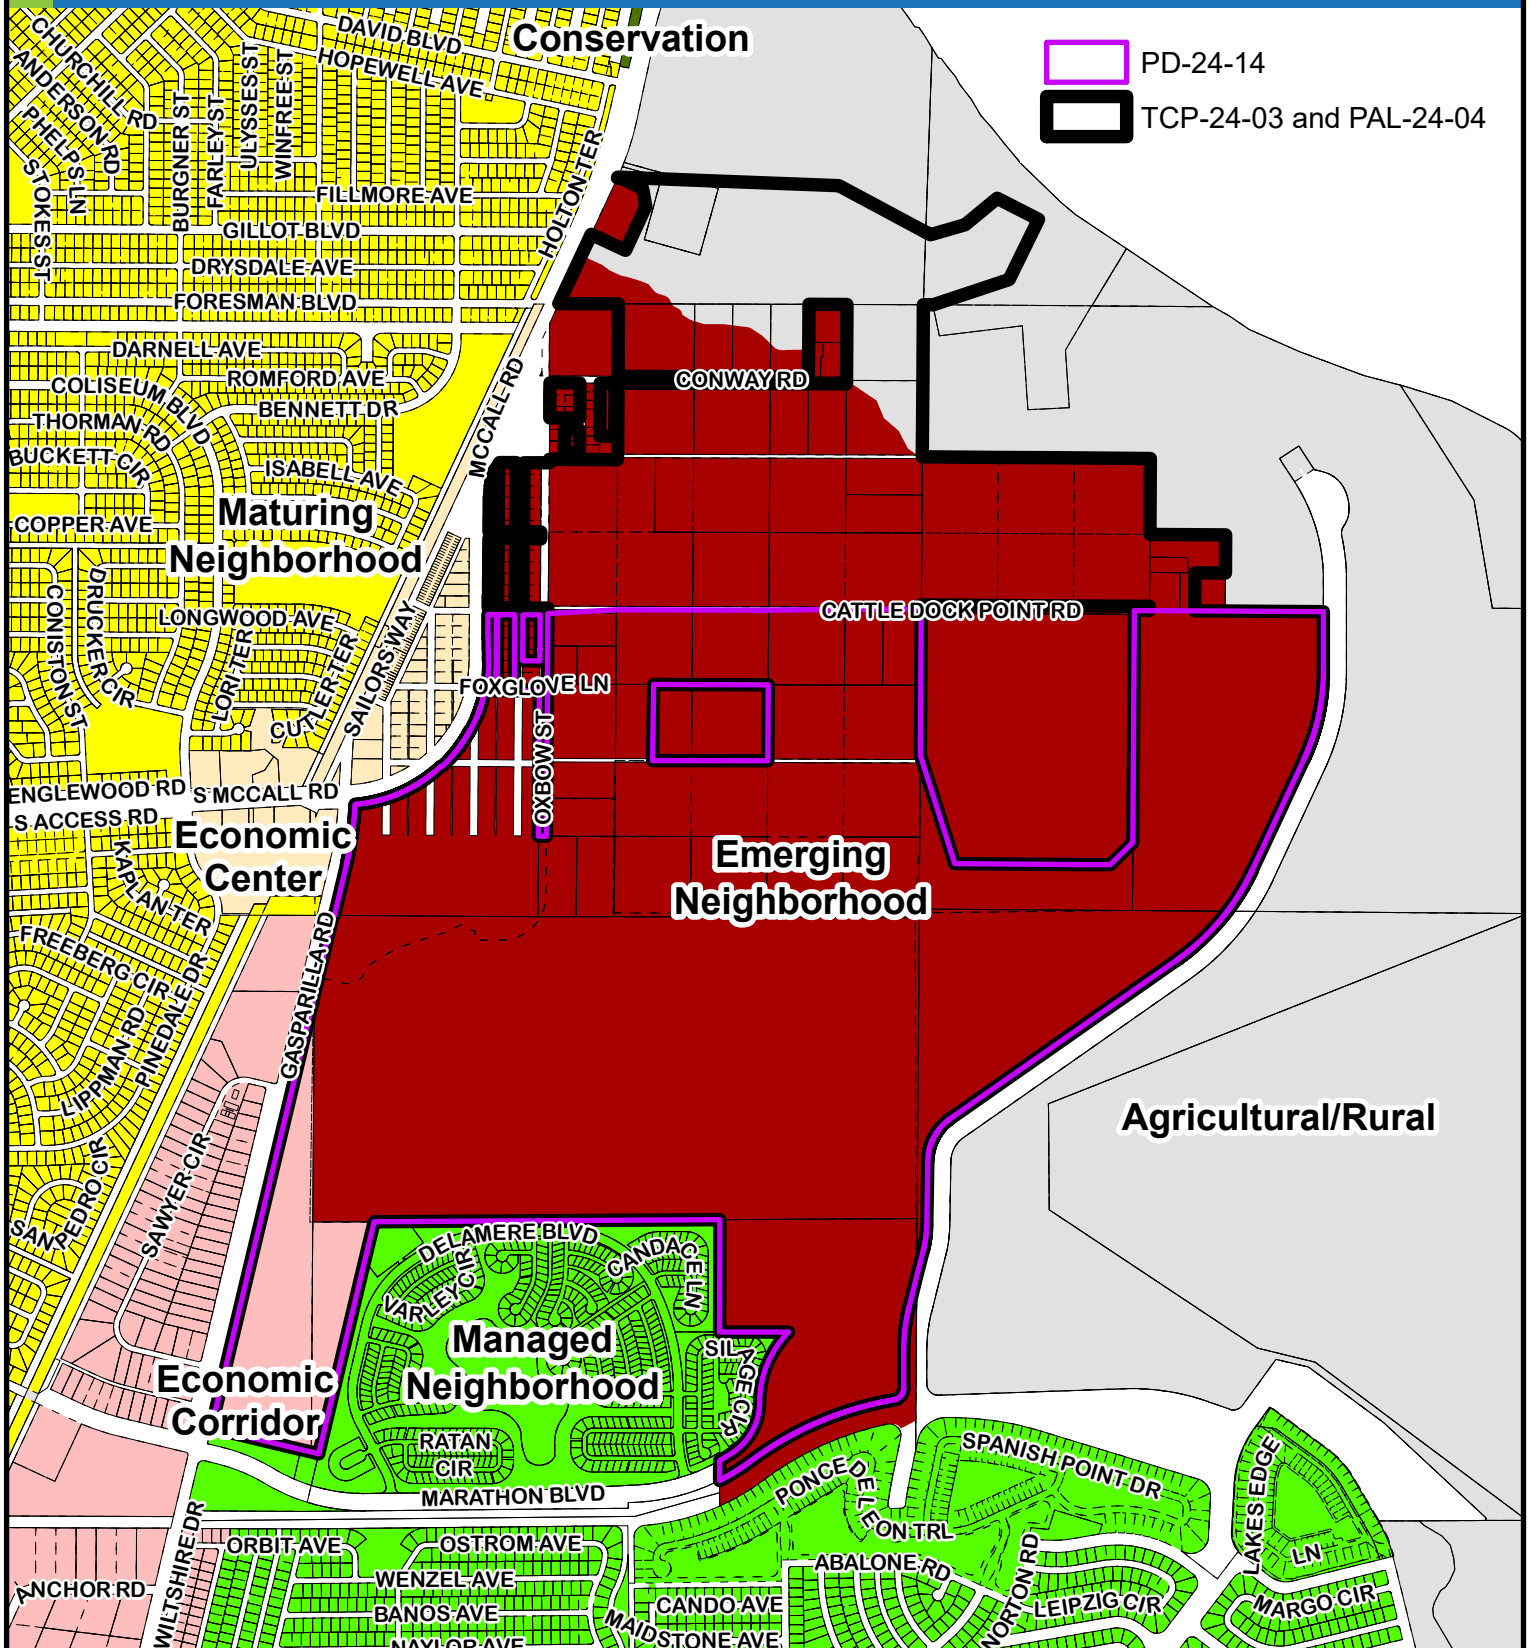 Conservation
PD-24-14
TCP-24-03 and PAL-24-04
DAVID BLVD
HOPEWELL AVE
CHURCHILL RD
ANDERSON RD
PHELPS LN
STOKES ST
BURGNER ST
FARLEY ST
ULYSSES ST
WINFREE ST
HOLTON TER
FILLMORE AVE
GILLOT BLVD
DRYSDALE AVE
FORESMAN BLVD
DARNELL AVE
ROMFORD AVE
COLISEUM BLVD
BENNETT DR
THORMAN RD
BUCKETT CIR
ISABELL AVE
MCCALL RD
CONWAY RD
COPPER AVE
Maturing
Neighborhood
DRUCKER CIR
CONISTON ST
LONGWOOD AVE
LORI TER
CUTLER TER
SAILORS WAY
CATTLE DOCK POINT RD
FOXGLOVE LN
OXBOW ST
ENGLEWOOD RD
S MCCALL RD
S ACCESS RD
Economic
Center
KAPLAN TER
Emerging
Neighborhood
FREEBERG CIR
PINEDALE DR
LIPPMAN RD
GASPARILLA RD
SAN PEDRO CIR
SAWYER CIR
Agricultural/Rural
DELAMERE BLVD
VARLEY CIR
CANDACE LN
Managed
Neighborhood
SILAGE CIR
Economic
Corridor
RATAN
CIR
MARATHON BLVD
PONCE DE LEON TRL
SPANISH POINT DR
LAKES EDGE
LN
WILTSHIRE DR
ORBIT AVE
OSTROM AVE
WENZEL AVE
ABALONE RD
NORTON RD
ANCHOR RD
BANOS AVE
CANDO AVE
LEIPZIG CIR
MARGO CIR
NAYLOR AVE
MAIDSTONE AVE